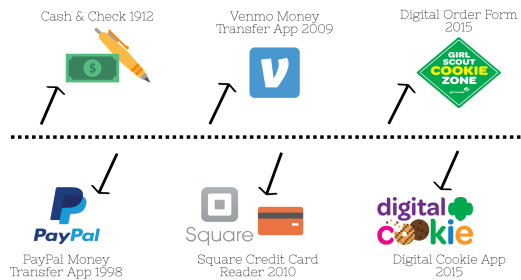 Cash & Check 1912
Venmo Money
Transfer App 2009
Digital Order Form
2015
$
V
GIRL
SCOUT
COOKIE
ZONE
PayPal
PayPal Money
Transfer App 1998
Square
Square Credit Card
Reader 2010
digital
cookie
Digital Cookie App
2015